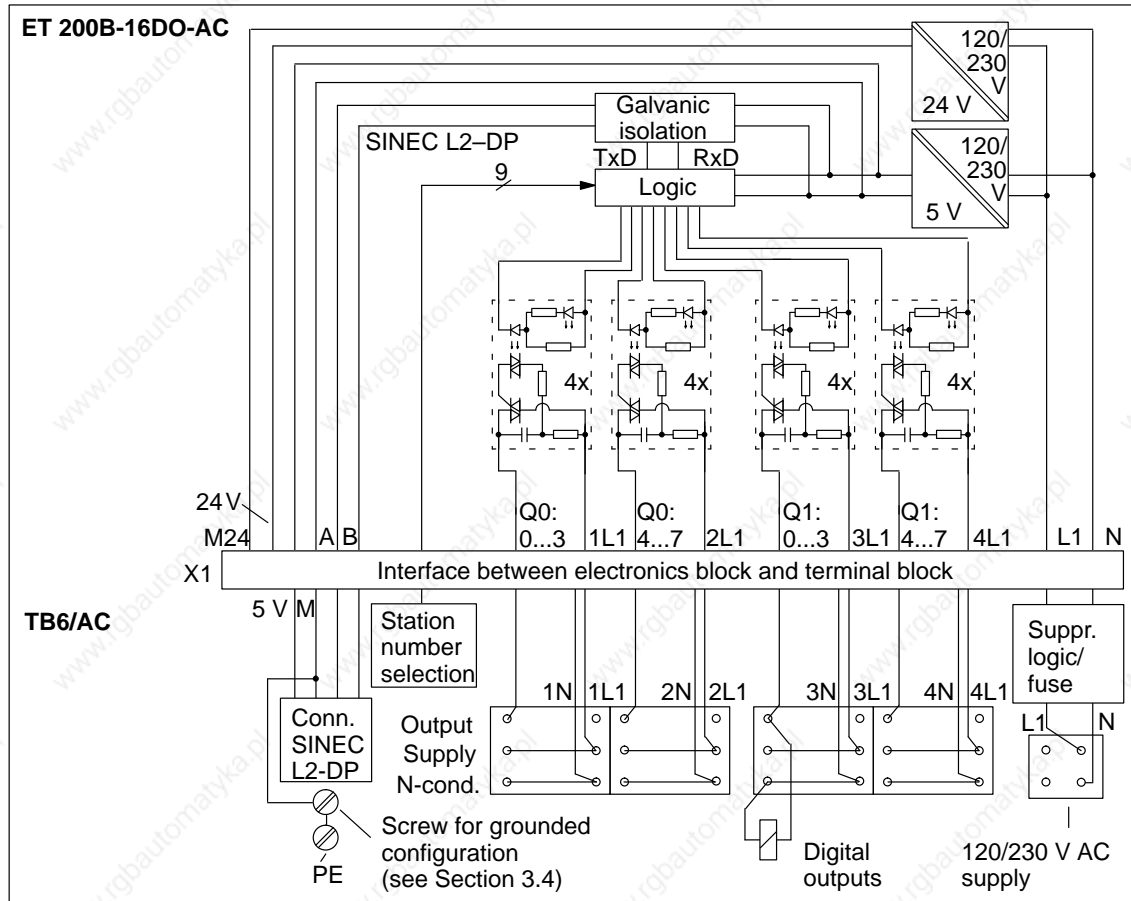 ET 200B-16DO-AC
120/
230
V
24 V
Galvanic
isolation
SINEC L2–DP
TxD
RxD
120/
230
V
5 V
9
Logic
4x
4x
4x
4x
24 V
M24
A
B
Q0:
0...3
1L1
Q0:
4...7
2L1
Q1:
0...3
3L1
Q1:
4...7
4L1
L1
N
X1
Interface between electronics block and terminal block
5 V
M
TB6/AC
Station
number
selection
Suppr.
logic/
fuse
1N
1L1
2N
2L1
3N
3L1
4N
4L1
Conn.
SINEC
L2-DP
Output
Supply
N-cond.
L1
N
PE
Screw for grounded
configuration
(see Section 3.4)
Digital
outputs
120/230 V AC
supply
www.rgbautomatyka.pl